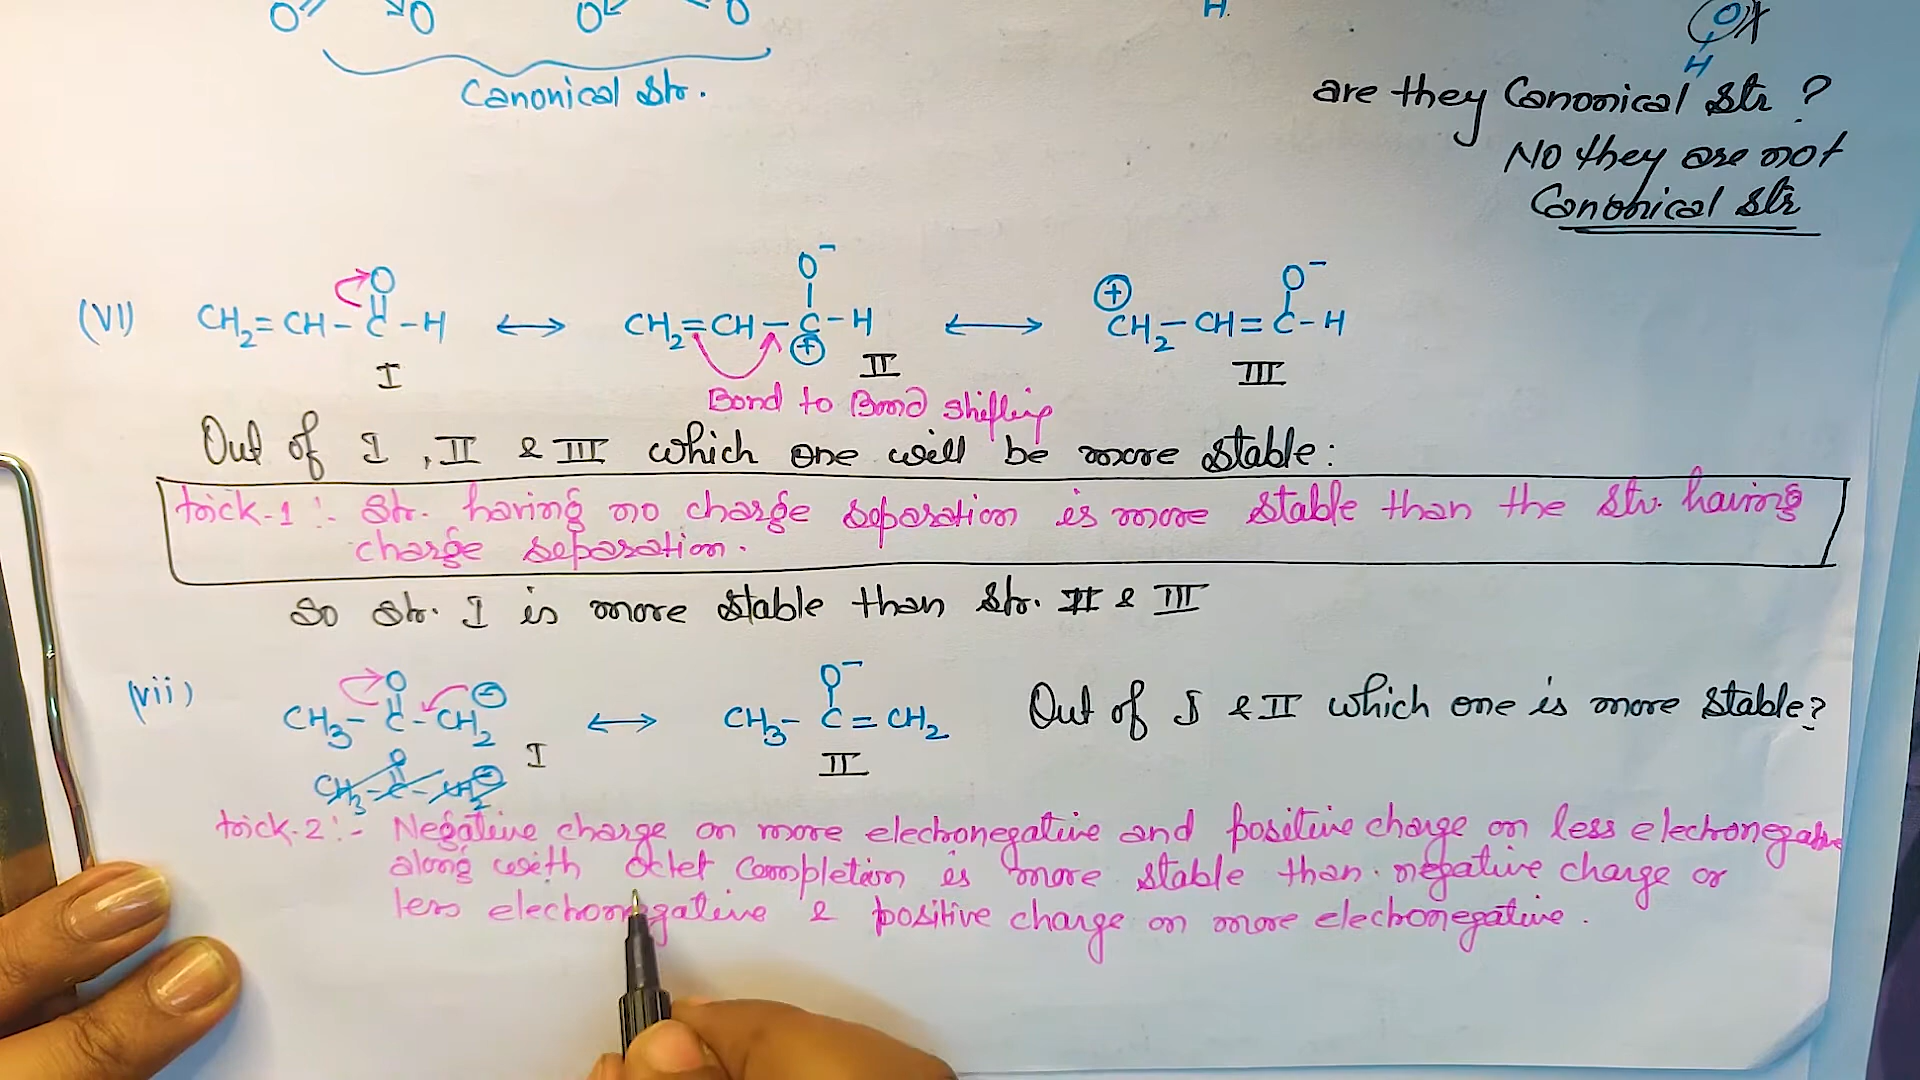 O O O O
H.
O
H
Canonical Str.
are they Canonical Str ?
No they are not
Canonical Str
(VI) CH2=CH-C(=O)-H ⟷ CH2=CH-C⊕(O⁻)-H ⟷ ⊕CH2-CH=C(O⁻)-H
I II III
Bond to Bond shifting
Out of I, II & III which one will be more stable:
trick-1 :- Str. having no charge separation is more stable than the Str. having
charge separation.
So Str. I is more stable than Str. II & III
(vii) CH3-C(=O)-CH2⊖ ⟷ CH3-C(O⁻)=CH2 Out of I & II which one is more stable?
I II
trick-2 :- Negative charge on more electronegative and positive charge on less electronegative
along with octet completion is more stable than negative charge or
less electronegative & positive charge on more electronegative.